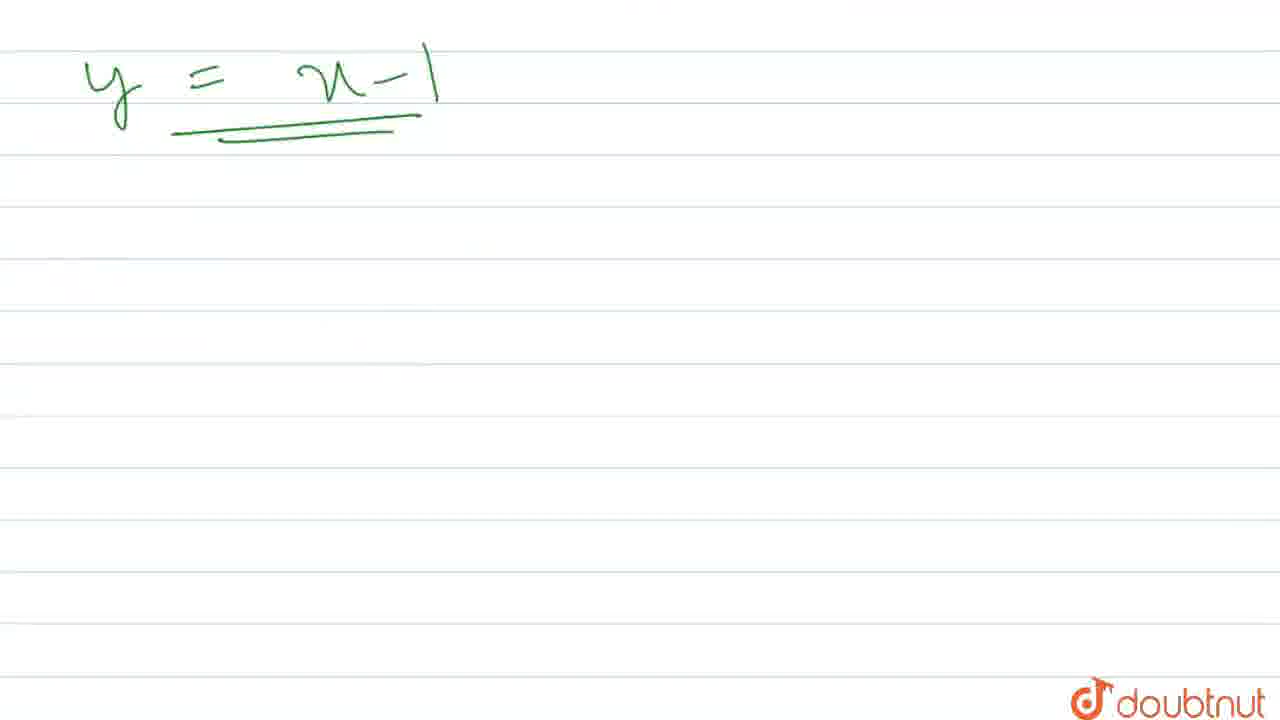 y = x - 1
doubtnut